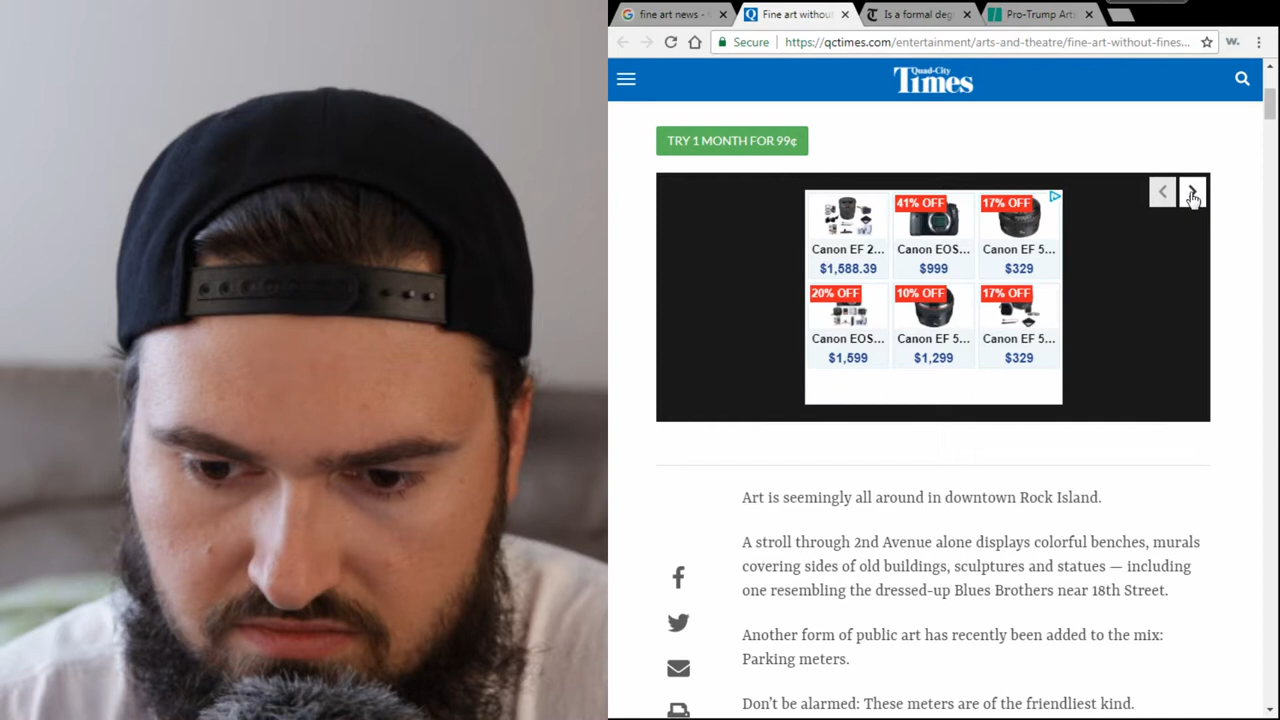 fine art news -
Fine art withou
Is a formal deg
Pro-Trump Arti
Secure
https://qctimes.com/entertainment/arts-and-theatre/fine-art-without-fines...
w.
Quad-City
Times
TRY 1 MONTH FOR 99¢
41% OFF
17% OFF
Canon EF 2...
Canon EOS...
Canon EF 5...
$1,588.39
$999
$329
20% OFF
10% OFF
17% OFF
Canon EOS...
Canon EF 5...
Canon EF 5...
$1,599
$1,299
$329
Art is seemingly all around in downtown Rock Island.
A stroll through 2nd Avenue alone displays colorful benches, murals
covering sides of old buildings, sculptures and statues — including
one resembling the dressed-up Blues Brothers near 18th Street.
Another form of public art has recently been added to the mix:
Parking meters.
Don't be alarmed: These meters are of the friendliest kind.